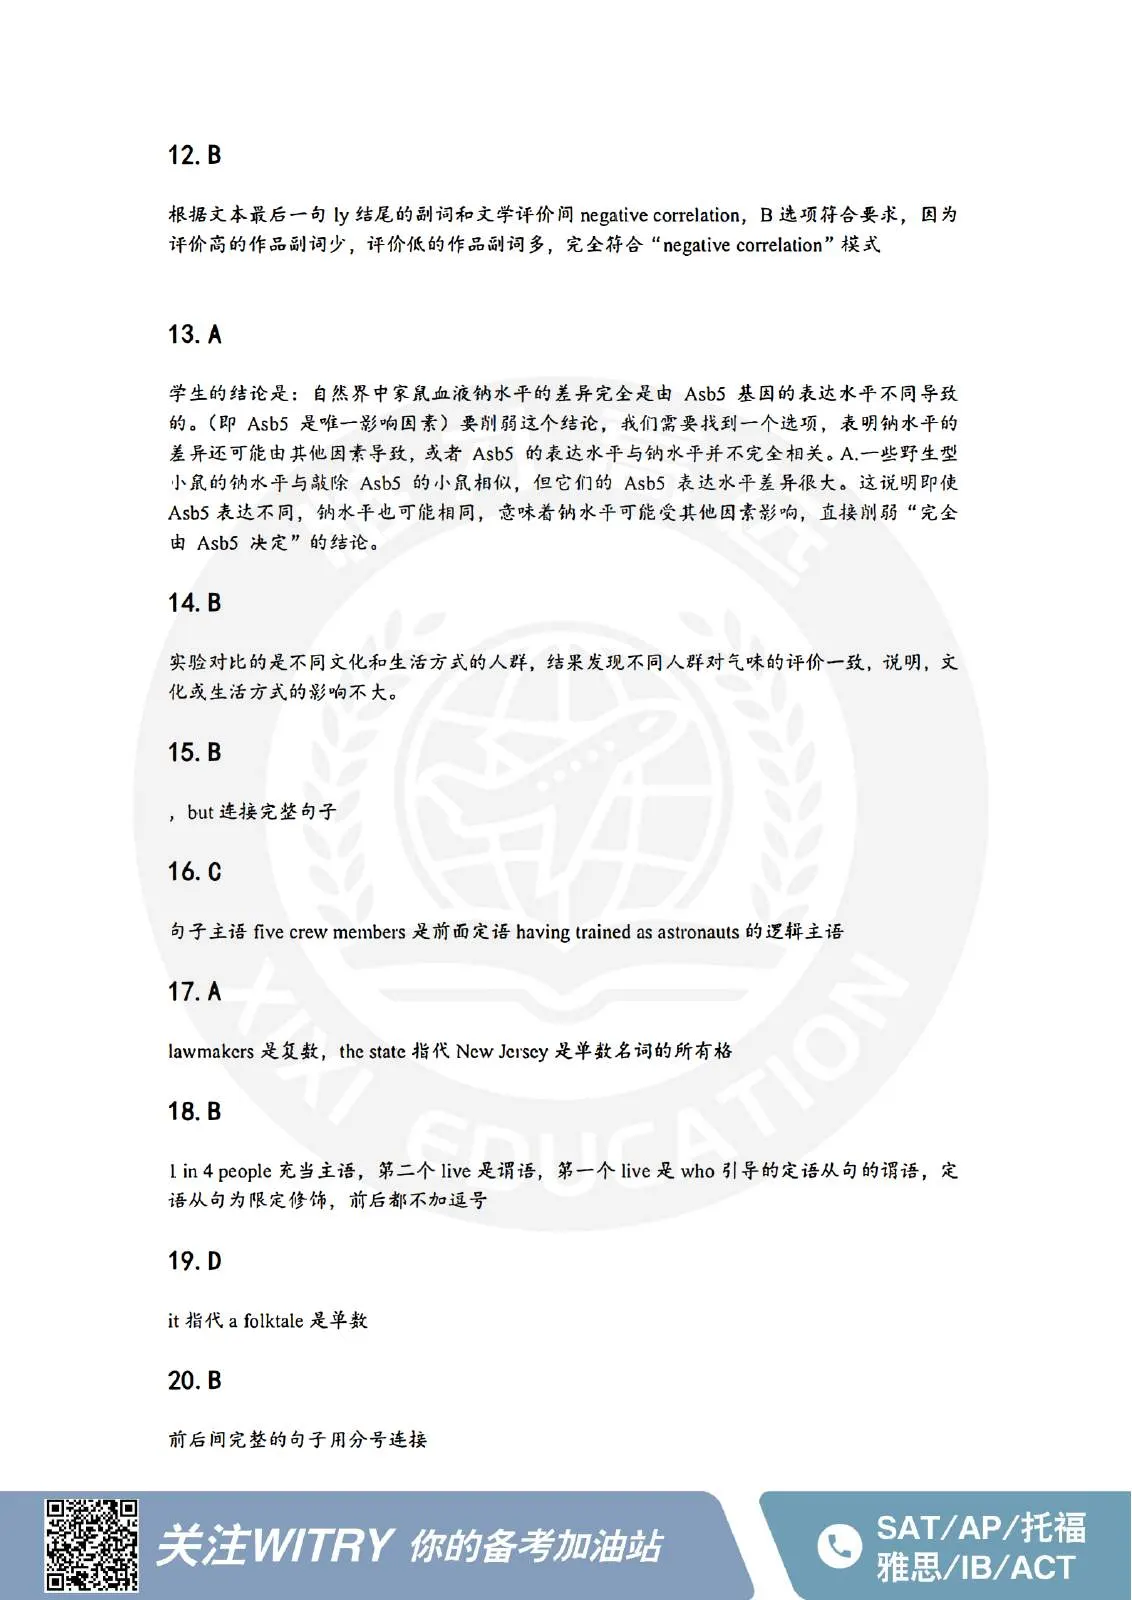 12. B
根据文本最后一句 ly 结尾的副词和文学评价间 negative correlation，B 选项符合要求，因为
评价高的作品副词少，评价低的作品副词多，完全符合“negative correlation”模式
13. A
学生的结论是：自然界中家鼠血液钠水平的差异完全是由 Asb5 基因的表达水平不同导致
的。（即 Asb5 是唯一影响因素）要削弱这个结论，我们需要找到一个选项，表明钠水平的
差异还可能由其他因素导致，或者 Asb5 的表达水平与钠水平并不完全相关。A.一些野生型
小鼠的钠水平与敲除 Asb5 的小鼠相似，但它们的 Asb5 表达水平差异很大。这说明即使
Asb5 表达不同，钠水平也可能相同，意味着钠水平可能受其他因素影响，直接削弱“完全
由 Asb5 决定”的结论。
14. B
实验对比的是不同文化和生活方式的人群，结果发现不同人群对气味的评价一致，说明，文
化或生活方式的影响不大。
15. B
，but 连接完整句子
16. C
句子主语 five crew members 是前面定语 having trained as astronauts 的逻辑主语
17. A
lawmakers 是复数，the state 指代 New Jersey 是单数名词的所有格
18. B
1 in 4 people 充当主语，第二个 live 是谓语，第一个 live 是 who 引导的定语从句的谓语，定
语从句为限定修饰，前后都不加逗号
19. D
it 指代 a folktale 是单数
20. B
前后间完整的句子用分号连接
XIXI EDUCATION
关注WITRY 你的备考加油站
SAT/AP/托福
雅思/IB/ACT